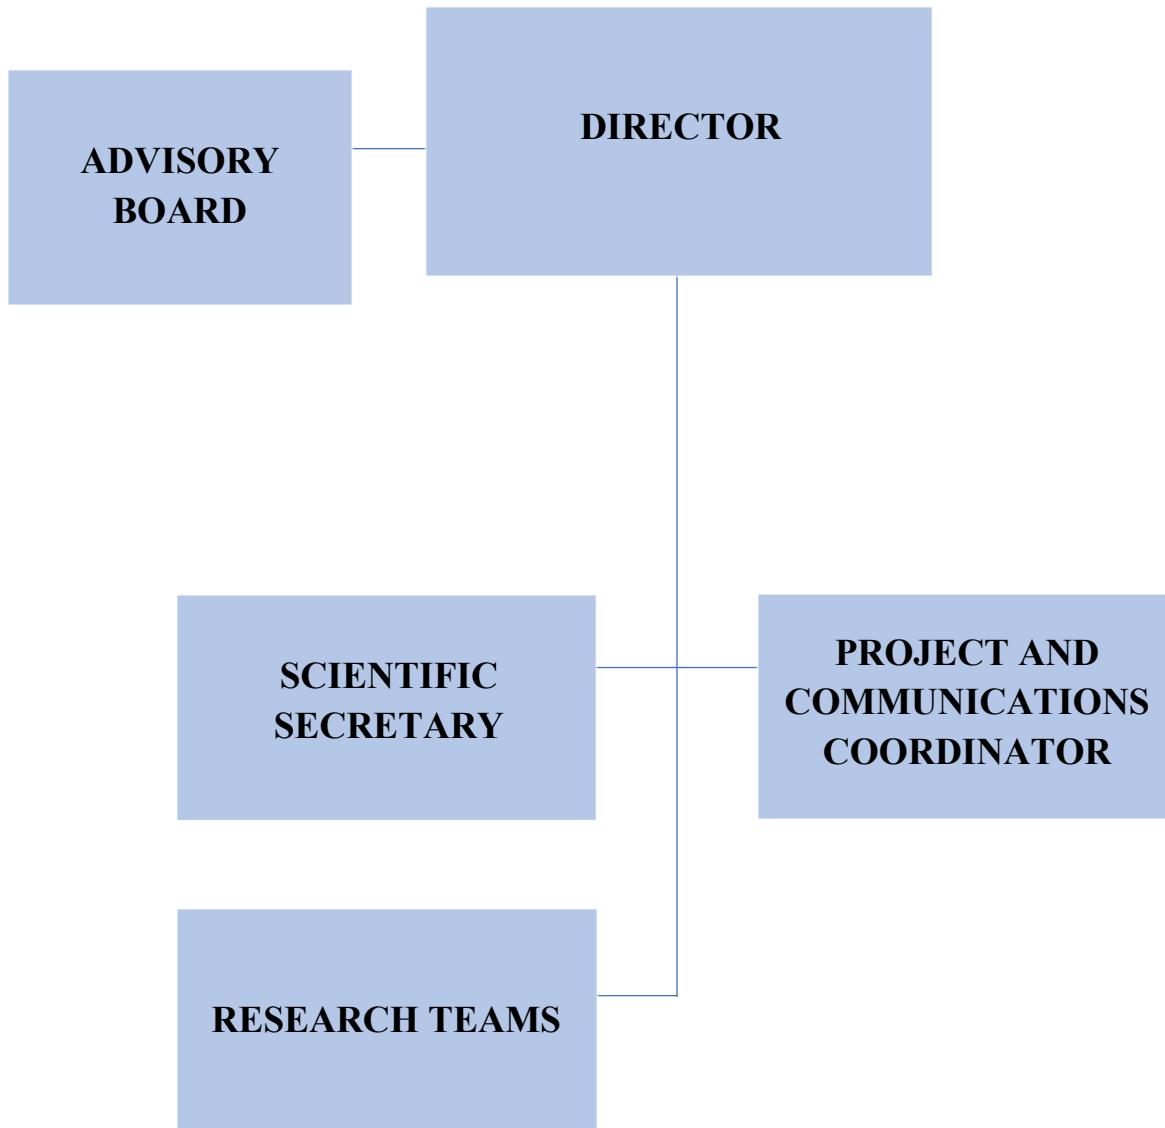 DIRECTOR
ADVISORY
BOARD
SCIENTIFIC
SECRETARY
PROJECT AND
COMMUNICATIONS
COORDINATOR
RESEARCH TEAMS